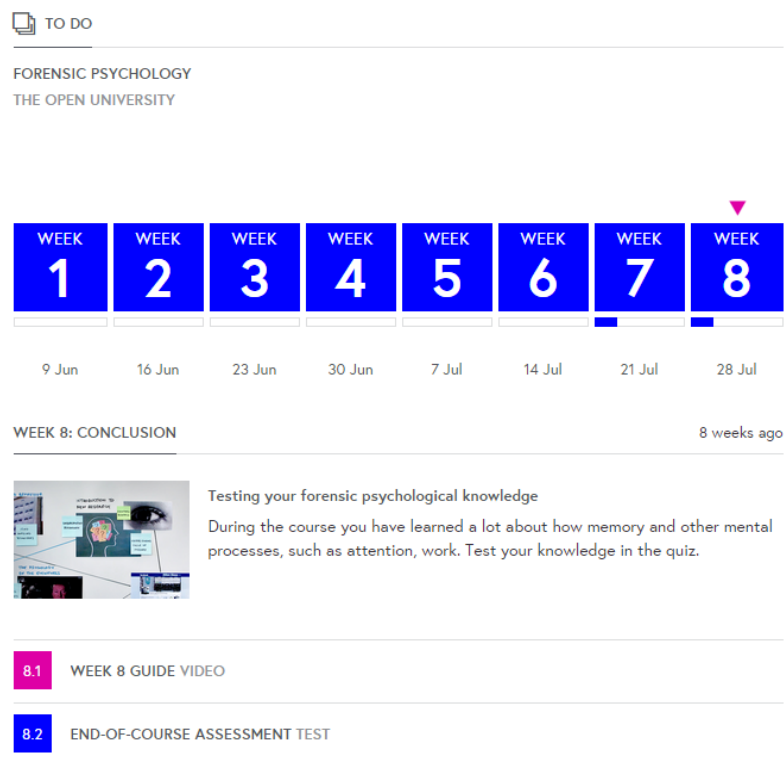 TO DO
FORENSIC PSYCHOLOGY
THE OPEN UNIVERSITY
WEEK WEEK WEEK WEEK WEEK WEEK WEEK WEEK
1 2 3 4 5 6 7 8
9 Jun 16 Jun 23 Jun 30 Jun 7 Jul 14 Jul 21 Jul 28 Jul
WEEK 8: CONCLUSION 8 weeks ago
Testing your forensic psychological knowledge
During the course you have learned a lot about how memory and other mental
processes, such as attention, work. Test your knowledge in the quiz.
8.1 WEEK 8 GUIDE VIDEO
8.2 END-OF-COURSE ASSESSMENT TEST